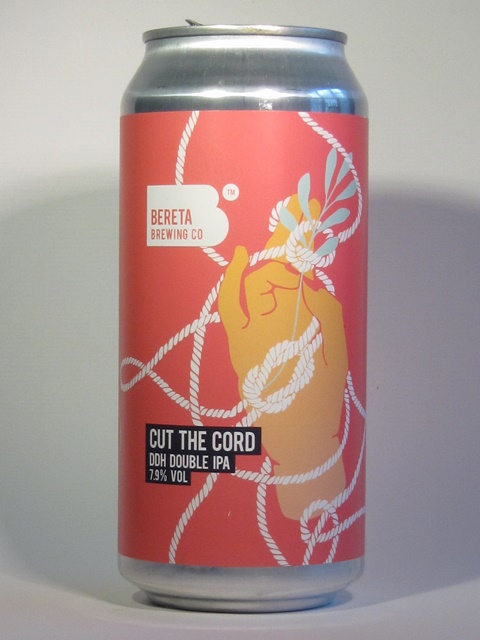 BERETA
BREWING CO
TM
CUT THE CORD
DDH DOUBLE IPA
7.9% VOL